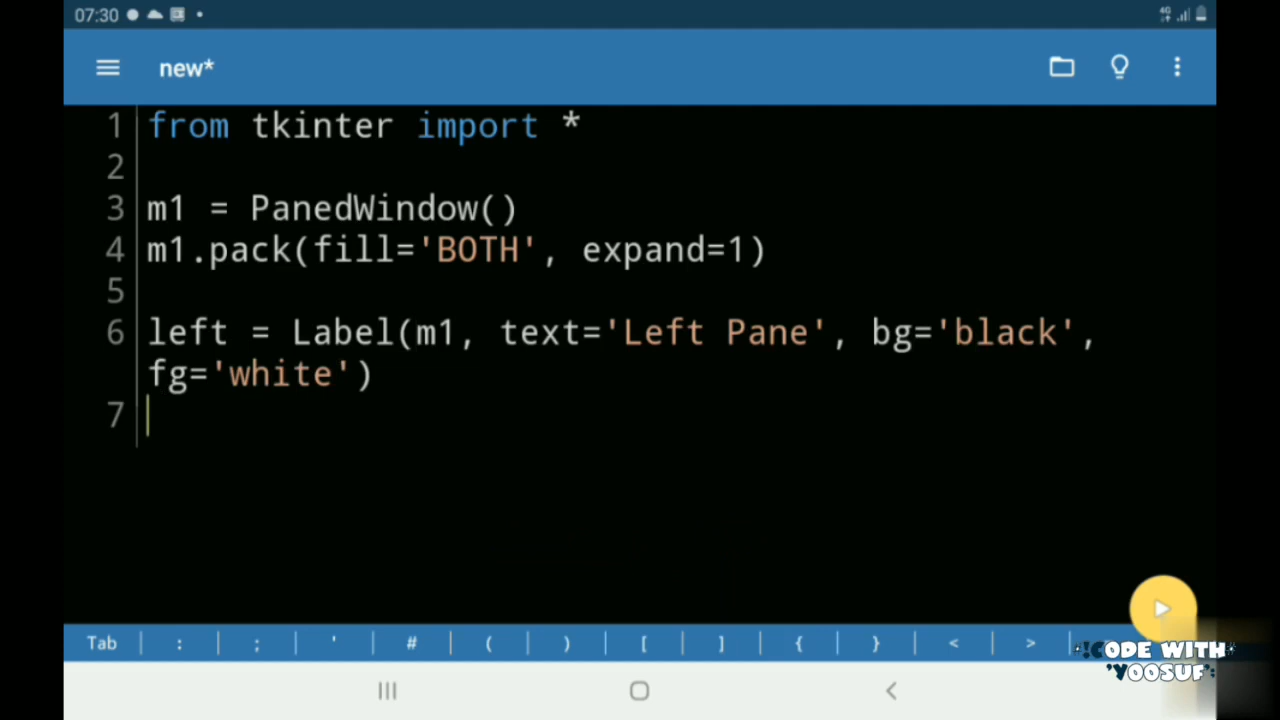 07:30
4G
new*
1 from tkinter import *
2
3 m1 = PanedWindow()
4 m1.pack(fill='BOTH', expand=1)
5
6 left = Label(m1, text='Left Pane', bg='black',
fg='white')
7
Tab : ; ' # ( ) [ ] { } < >
!CODE WITH
'YOOSUF';